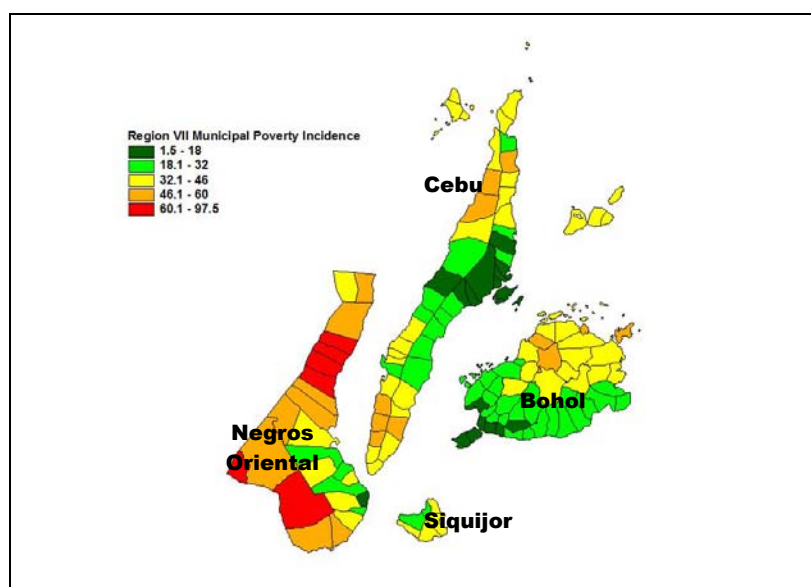 Region VII Municipal Poverty Incidence
1.5 - 18
18.1 - 32
32.1 - 46
46.1 - 60
60.1 - 97.5
Cebu
Bohol
Negros
Oriental
Siquijor